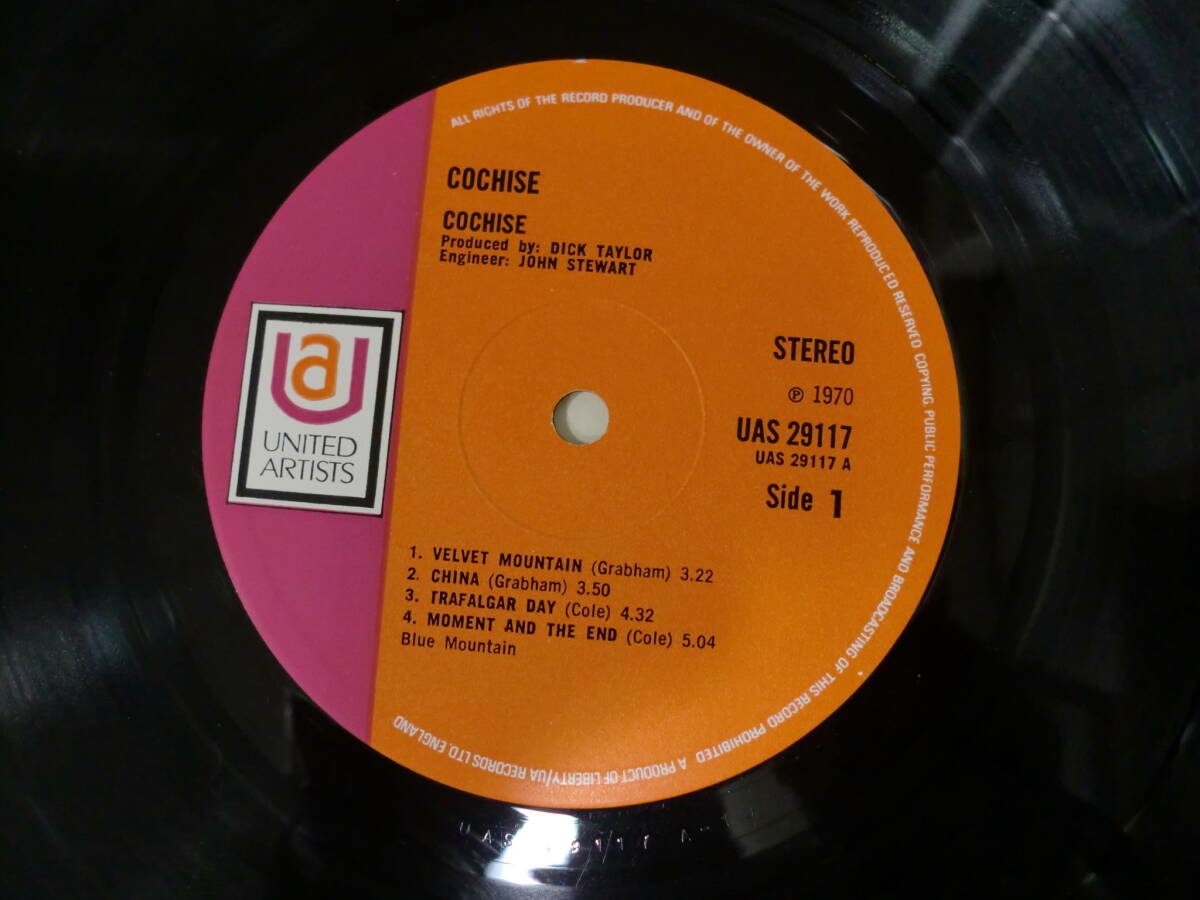 ALL RIGHTS OF THE RECORD PRODUCER AND OF THE OWNER OF THE WORK REPRODUCED RESERVED COPYING PUBLIC PERFORMANCE AND BROADCASTING OF THIS RECORD PROHIBITED A PRODUCT OF LIBERTY/UA RECORDS LTD. ENGLAND
COCHISE
COCHISE
Produced by: DICK TAYLOR
Engineer: JOHN STEWART
ua
UNITED
ARTISTS
STEREO
℗ 1970
UAS 29117
UAS 29117 A
Side 1
1. VELVET MOUNTAIN (Grabham) 3.22
2. CHINA (Grabham) 3.50
3. TRAFALGAR DAY (Cole) 4.32
4. MOMENT AND THE END (Cole) 5.04
Blue Mountain